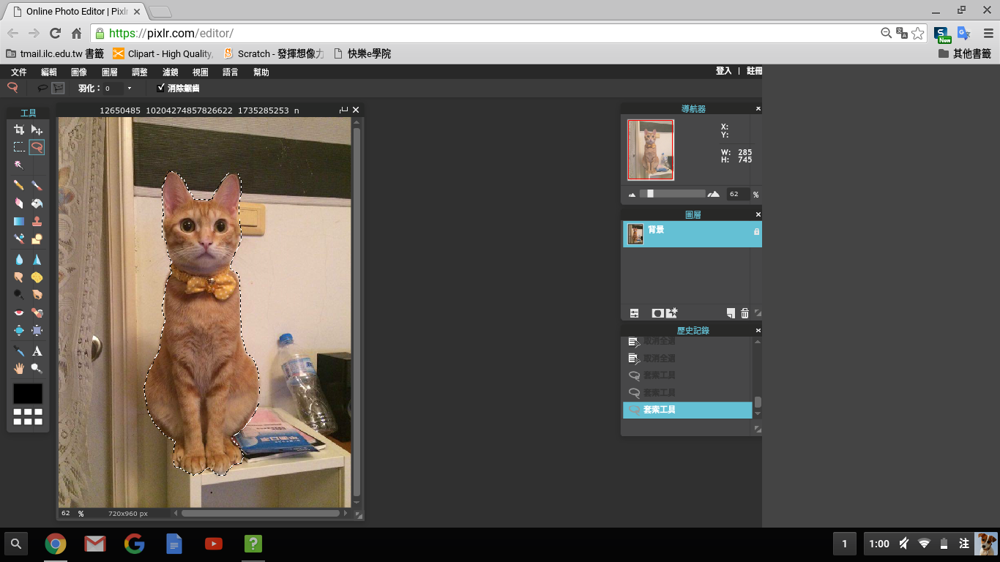 Online Photo Editor | Pixlr
https://pixlr.com/editor/
New
tmail.ilc.edu.tw 書籤
Clipart - High Quality,
Scratch - 發揮想像力
快樂e學院
其他書籤
文件 編輯 圖像 圖層 調整 濾鏡 視圖 語言 幫助
登入 | 註冊
羽化： 0
消除鋸齒
工具
12650485_10204274857826622_1735285253_n
導航器
X:
Y:
W: 285
H: 745
62 %
圖層
背景
歷史記錄
取消全選
取消全選
套索工具
套索工具
套索工具
62 % 720x960 px
1
1:00
注